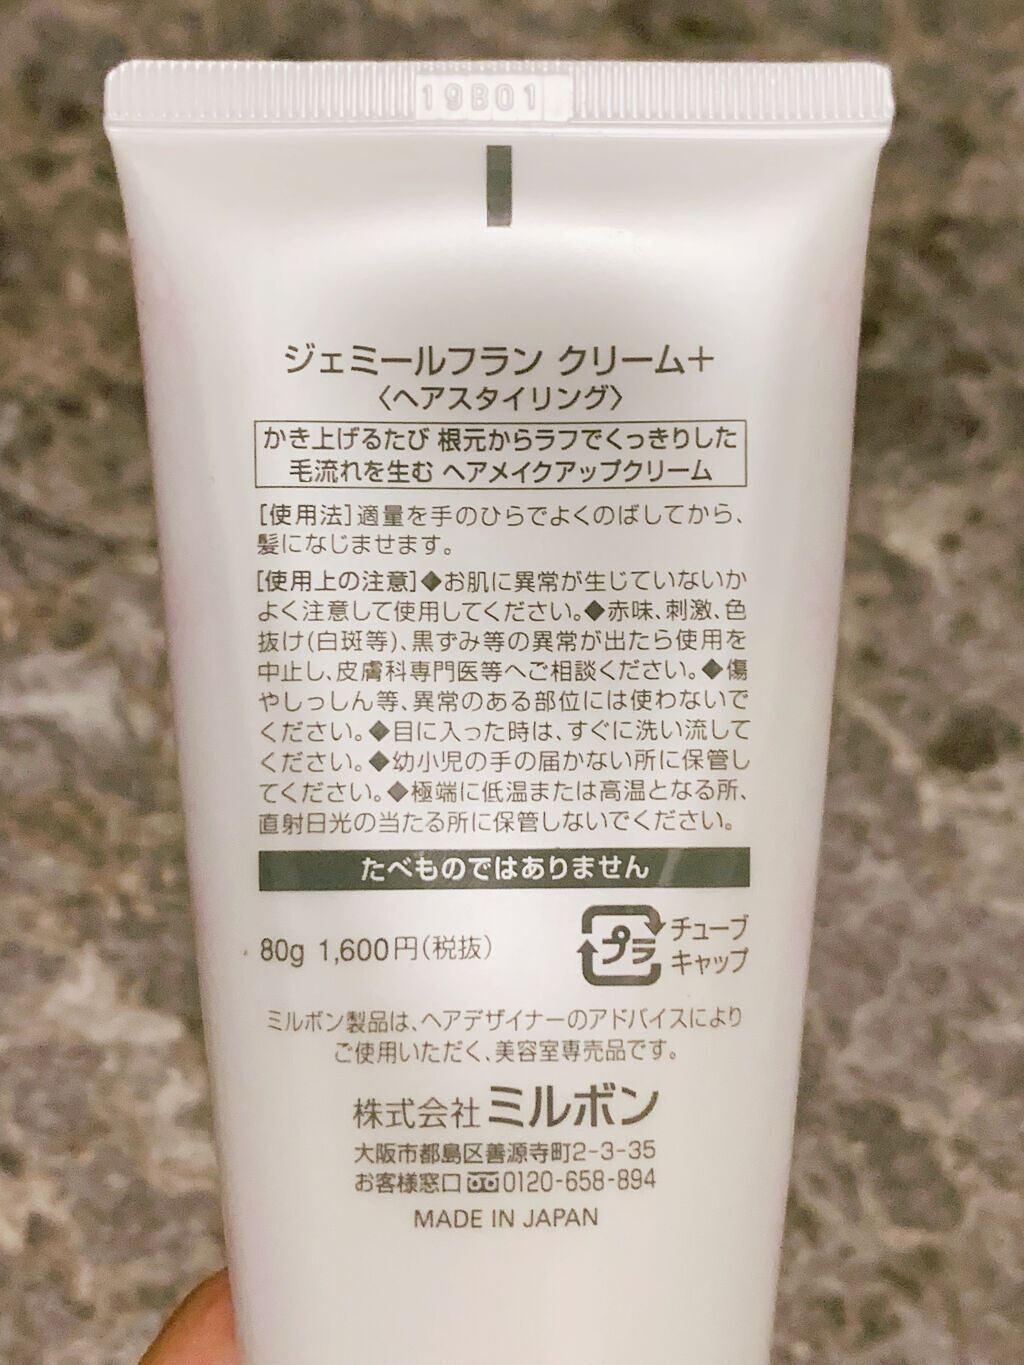 19B01
ジェミールフラン クリーム＋
〈ヘアスタイリング〉
かき上げるたび 根元からラフでくっきりした
毛流れを生む ヘアメイクアップクリーム
［使用法］適量を手のひらでよくのばしてから、
髪になじませます。
［使用上の注意］◆お肌に異常が生じていないか
よく注意して使用してください。◆赤味、刺激、色
抜け(白斑等)、黒ずみ等の異常が出たら使用を
中止し、皮膚科専門医等へご相談ください。◆傷
やしっしん等、異常のある部位には使わないで
ください。◆目に入った時は、すぐに洗い流して
ください。◆幼小児の手の届かない所に保管し
てください。◆極端に低温または高温となる所、
直射日光の当たる所に保管しないでください。
たべものではありません
80g 1,600円(税抜)
プラ
チューブ
キャップ
ミルボン製品は、ヘアデザイナーのアドバイスにより
ご使用いただく、美容室専売品です。
株式会社 ミルボン
大阪市都島区善源寺町2-3-35
お客様窓口 0120-658-894
MADE IN JAPAN